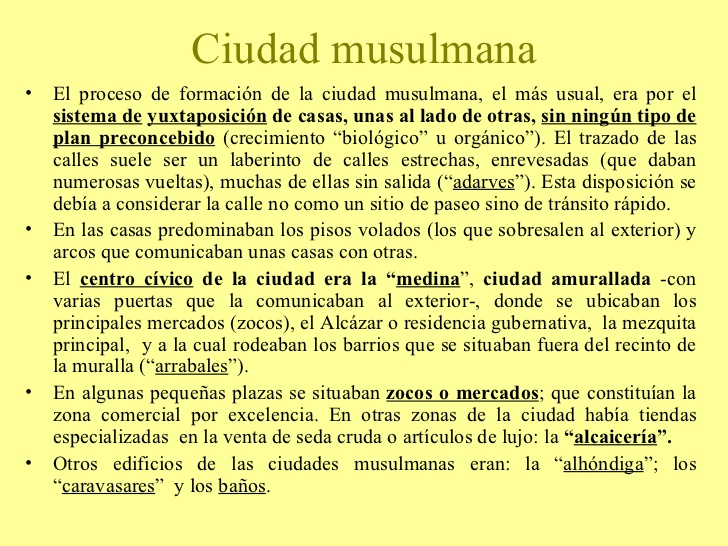 Ciudad musulmana
• El proceso de formación de la ciudad musulmana, el más usual, era por el
sistema de yuxtaposición de casas, unas al lado de otras, sin ningún tipo de
plan preconcebido (crecimiento “biológico” u orgánico”). El trazado de las
calles suele ser un laberinto de calles estrechas, enrevesadas (que daban
numerosas vueltas), muchas de ellas sin salida (“adarves”). Esta disposición se
debía a considerar la calle no como un sitio de paseo sino de tránsito rápido.
• En las casas predominaban los pisos volados (los que sobresalen al exterior) y
arcos que comunicaban unas casas con otras.
• El centro cívico de la ciudad era la “medina”, ciudad amurallada -con
varias puertas que la comunicaban al exterior-, donde se ubicaban los
principales mercados (zocos), el Alcázar o residencia gubernativa, la mezquita
principal, y a la cual rodeaban los barrios que se situaban fuera del recinto de
la muralla (“arrabales”).
• En algunas pequeñas plazas se situaban zocos o mercados; que constituían la
zona comercial por excelencia. En otras zonas de la ciudad había tiendas
especializadas en la venta de seda cruda o artículos de lujo: la “alcaicería”.
• Otros edificios de las ciudades musulmanas eran: la “alhóndiga”; los
“caravasares” y los baños.